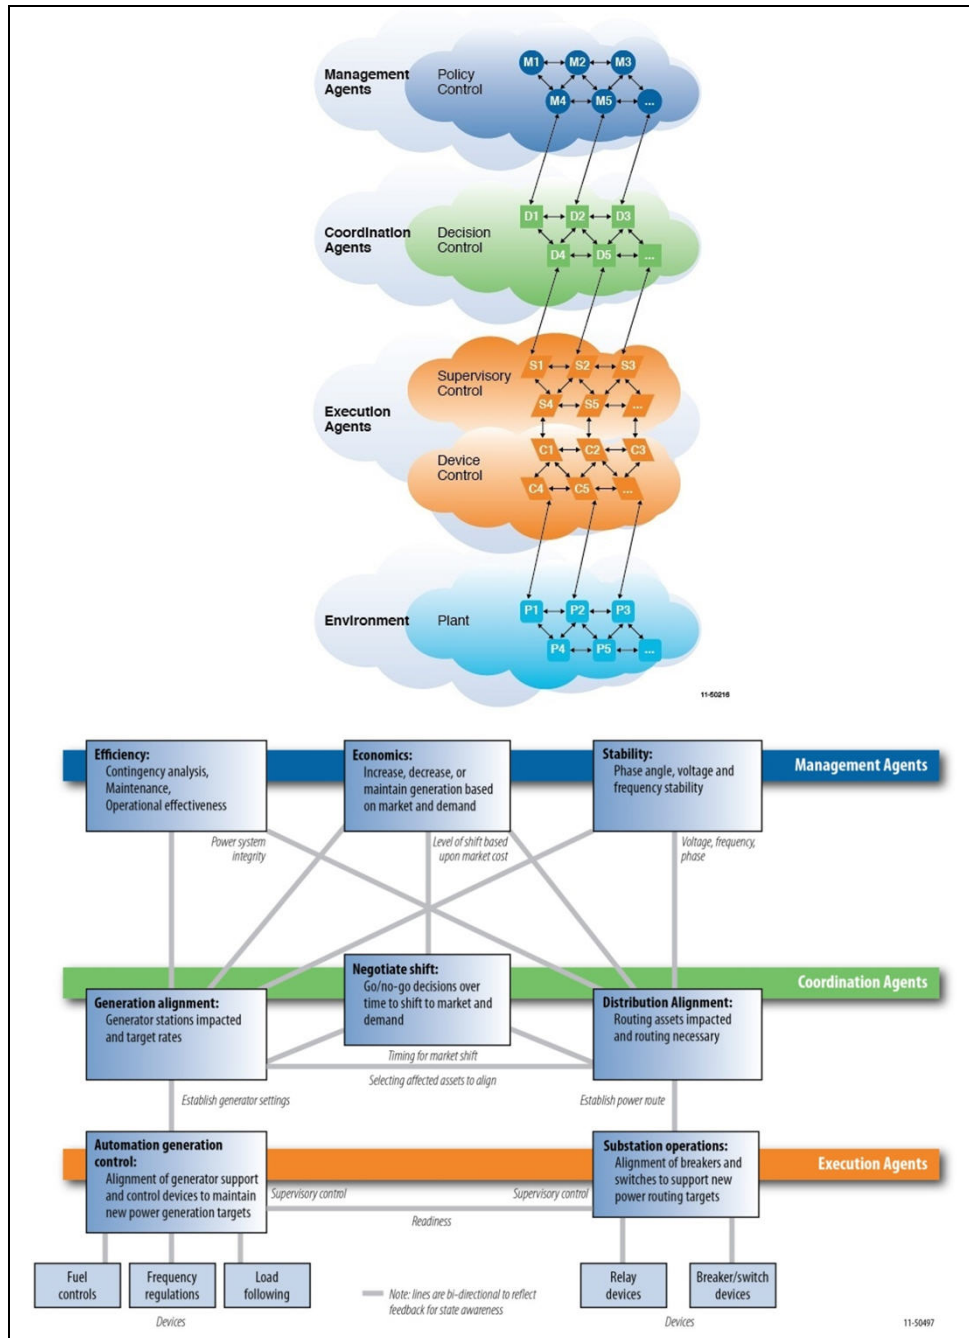 Management
Agents
Policy
Control
M1
M2
M3
M4
M5
...
Coordination
Agents
Decision
Control
D1
D2
D3
D4
D5
...
Execution
Agents
Supervisory
Control
S1
S2
S3
S4
S5
...
Device
Control
C1
C2
C3
C4
C5
...
Environment
Plant
P1
P2
P3
P4
P5
...
11-50216
Management Agents
Efficiency:
Contingency analysis,
Maintenance,
Operational effectiveness
Economics:
Increase, decrease, or
maintain generation based
on market and demand
Stability:
Phase angle, voltage and
frequency stability
Power system
integrity
Level of shift based
upon market cost
Voltage, frequency,
phase
Coordination Agents
Negotiate shift:
Go/no-go decisions over
time to shift to market and
demand
Generation alignment:
Generator stations impacted
and target rates
Distribution Alignment:
Routing assets impacted
and routing necessary
Timing for market shift
Selecting affected assets to align
Establish generator settings
Establish power route
Execution Agents
Automation generation
control:
Alignment of generator support
and control devices to maintain
new power generation targets
Substation operations:
Alignment of breakers and
switches to support new
power routing targets
Supervisory control
Supervisory control
Readiness
Fuel
controls
Frequency
regulations
Load
following
Note: lines are bi-directional to reflect
feedback for state awareness
Relay
devices
Breaker/switch
devices
Devices
Devices
11-50497